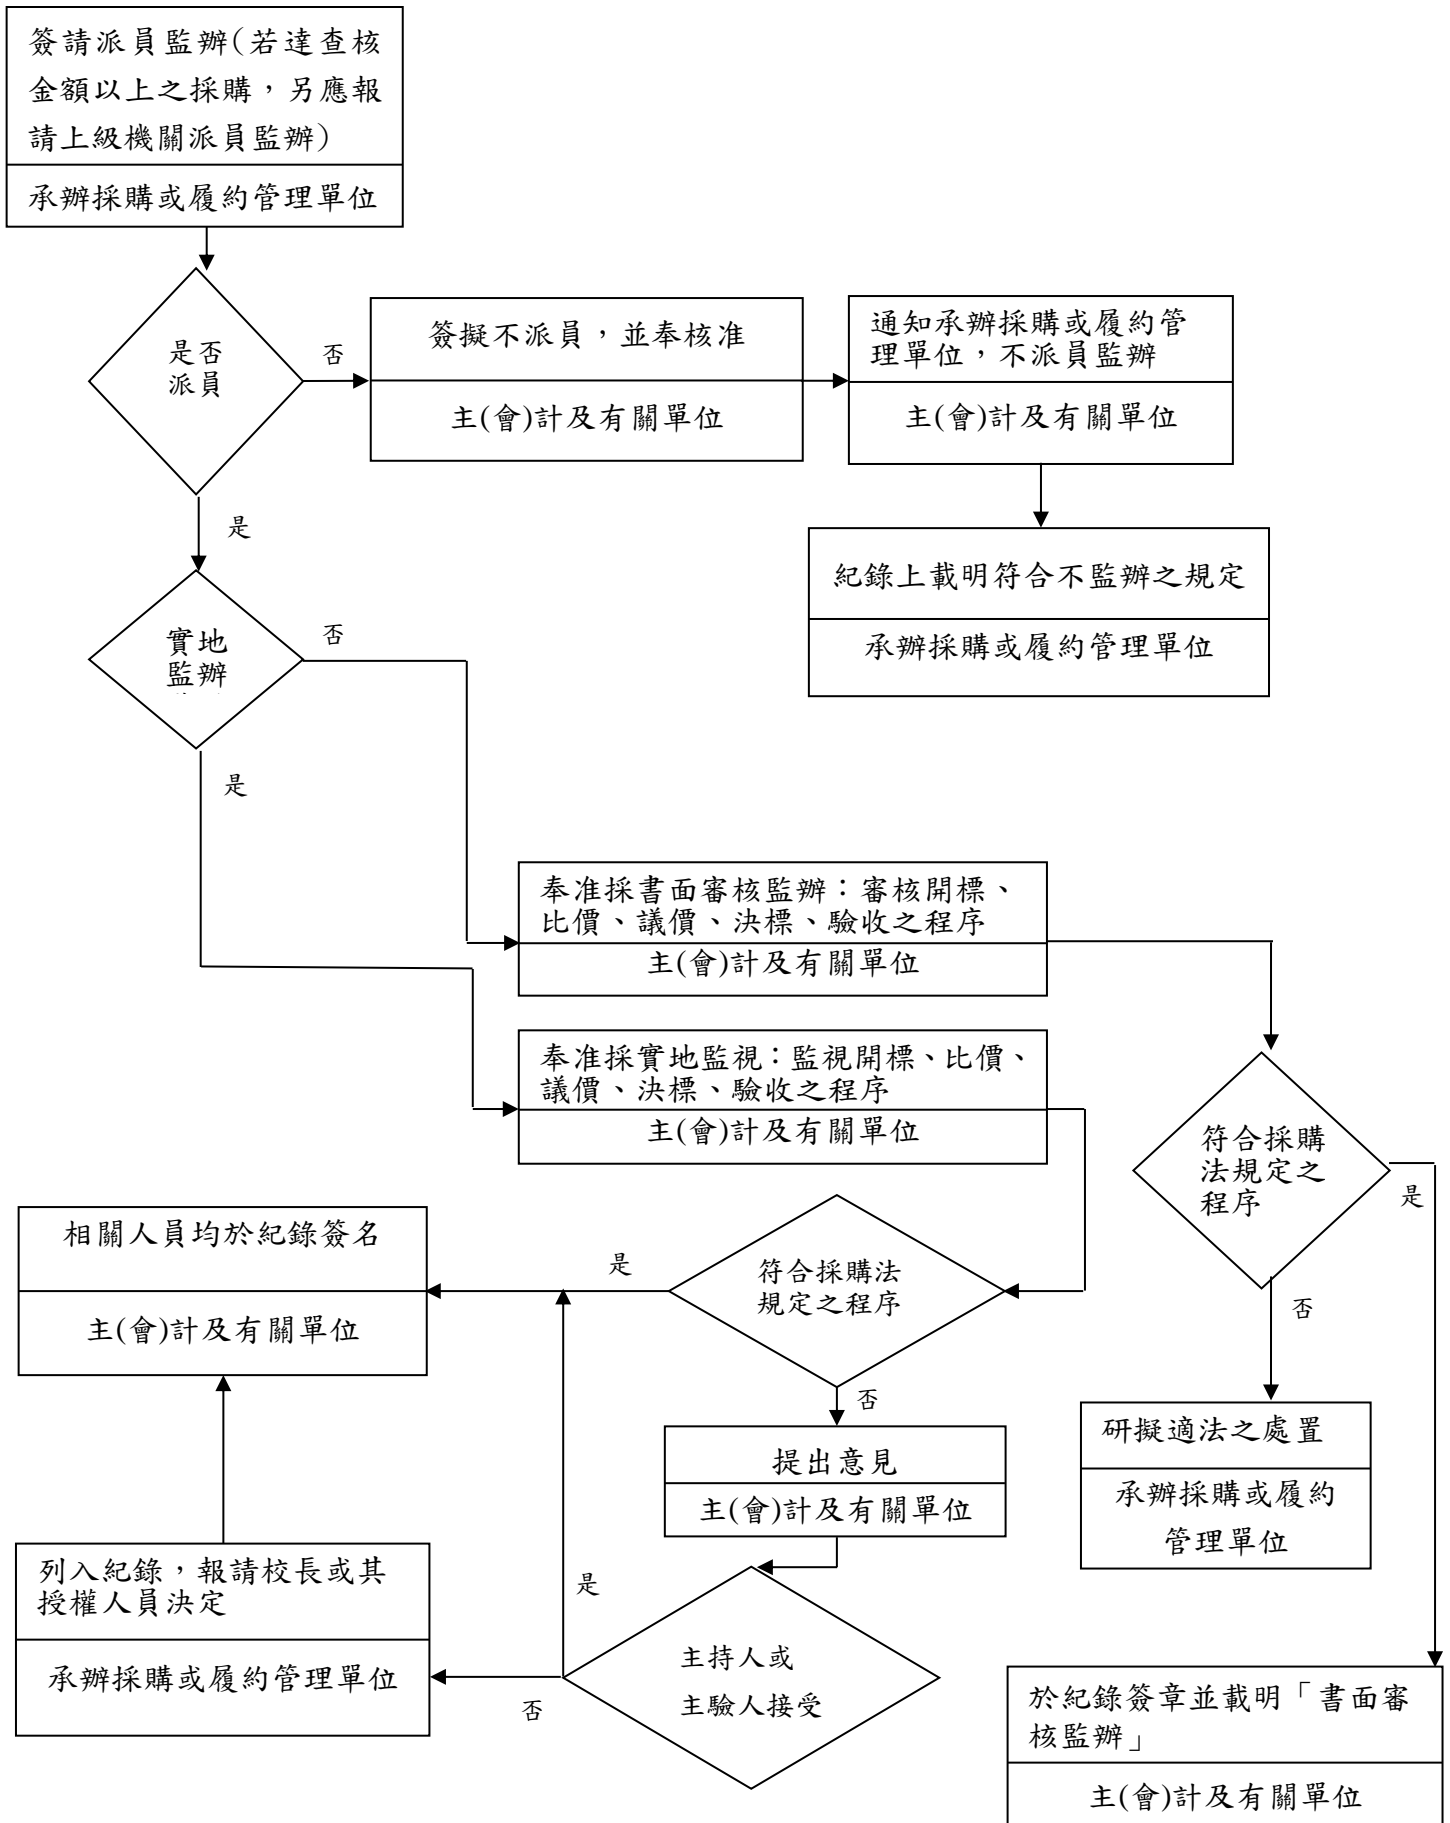 簽請派員監辦(若達查核
金額以上之採購，另應報
請上級機關派員監辦)
承辦採購或履約管理單位
是否
派員
否
簽擬不派員，並奉核准
主(會)計及有關單位
通知承辦採購或履約管
理單位，不派員監辦
主(會)計及有關單位
是
紀錄上載明符合不監辦之規定
承辦採購或履約管理單位
實地
監辦
否
是
奉准採書面審核監辦：審核開標、
比價、議價、決標、驗收之程序
主(會)計及有關單位
奉准採實地監視：監視開標、比價、
議價、決標、驗收之程序
主(會)計及有關單位
符合採購
法規定之
程序
是
否
相關人員均於紀錄簽名
主(會)計及有關單位
是
符合採購法
規定之程序
否
提出意見
主(會)計及有關單位
研擬適法之處置
承辦採購或履約
管理單位
列入紀錄，報請校長或其
授權人員決定
承辦採購或履約管理單位
是
否
主持人或
主驗人接受
於紀錄簽章並載明「書面審
核監辦」
主(會)計及有關單位